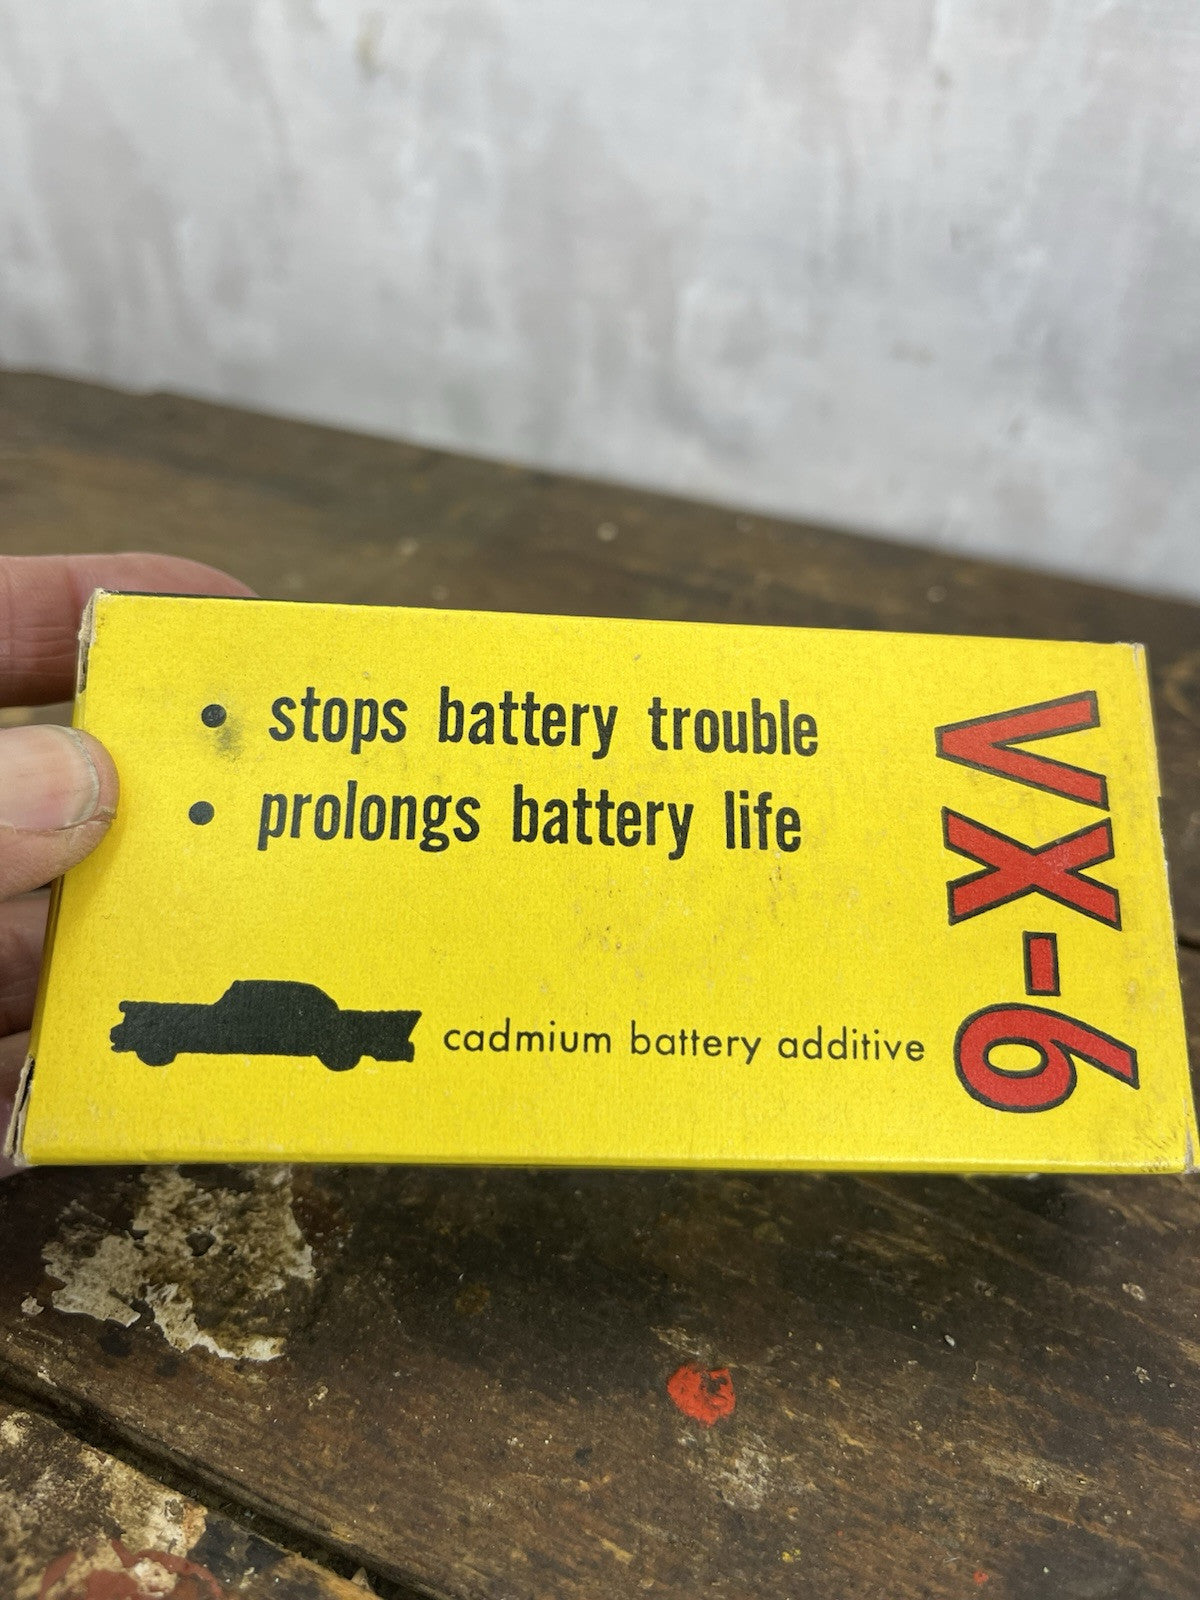 • stops battery trouble
• prolongs battery life
cadmium battery additive
VX-6